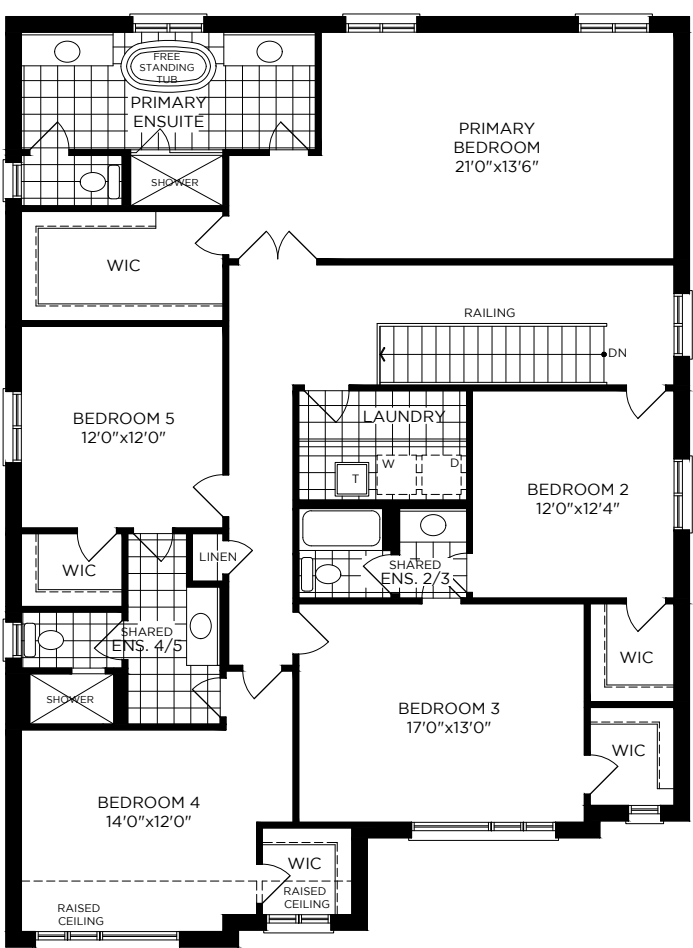 FREE
STANDING
TUB
PRIMARY
ENSUITE
PRIMARY
BEDROOM
21'0"x13'6"
SHOWER
WIC
RAILING
DN
BEDROOM 5
12'0"x12'0"
LAUNDRY
W
D
T
BEDROOM 2
12'0"x12'4"
LINEN
WIC
SHARED
ENS. 2/3
SHARED
ENS. 4/5
WIC
SHOWER
BEDROOM 3
17'0"x13'0"
WIC
BEDROOM 4
14'0"x12'0"
WIC
RAISED
CEILING
RAISED
CEILING